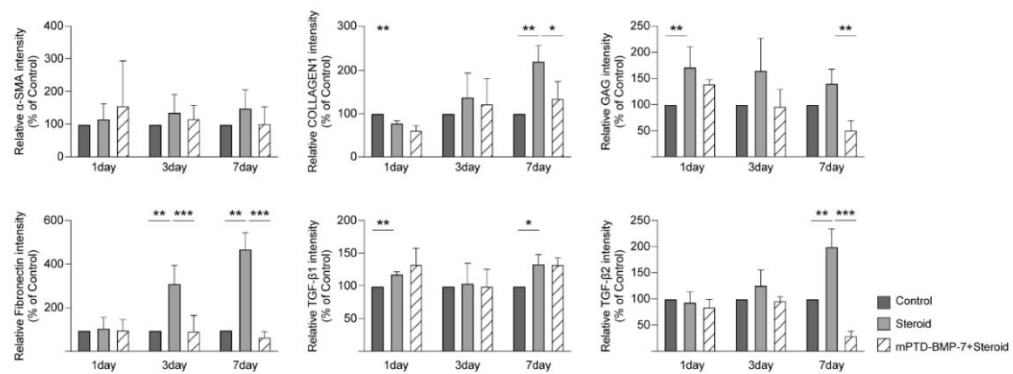 Relative α-SMA intensity
(% of Control)
400
300
200
100
0
1day
3day
7day
Relative COLLAGEN1 intensity
(% of Control)
300
200
100
0
**
**
*
1day
3day
7day
Relative GAG intensity
(% of Control)
250
200
150
100
50
**
**
1day
3day
7day
Relative Fibronectin intensity
(% of Control)
600
400
200
**
***
**
***
1day
3day
7day
Relative TGF-β1 intensity
(% of Control)
200
150
100
50
**
*
1day
3day
7day
Relative TGF-β2 intensity
(% of Control)
250
200
150
100
50
**
***
1day
3day
7day
Control
Steroid
mPTD-BMP-7+Steroid